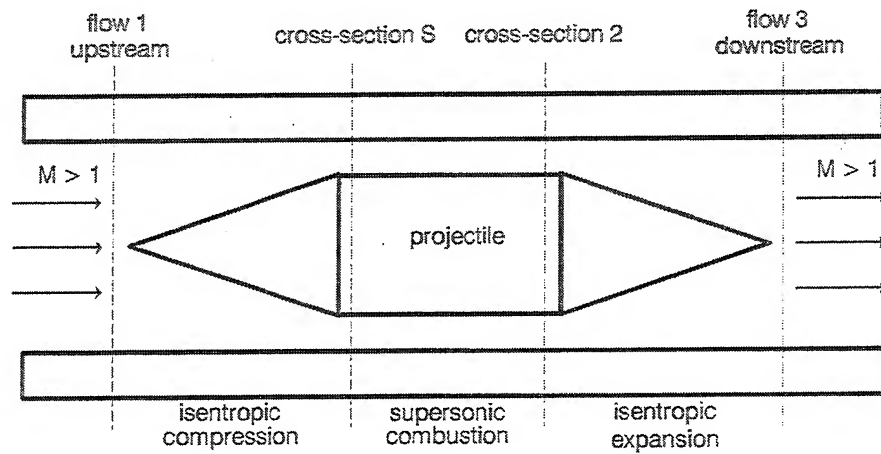 flow 1
upstream
cross-section S
cross-section 2
flow 3
downstream
M > 1
M > 1
projectile
isentropic
compression
supersonic
combustion
isentropic
expansion